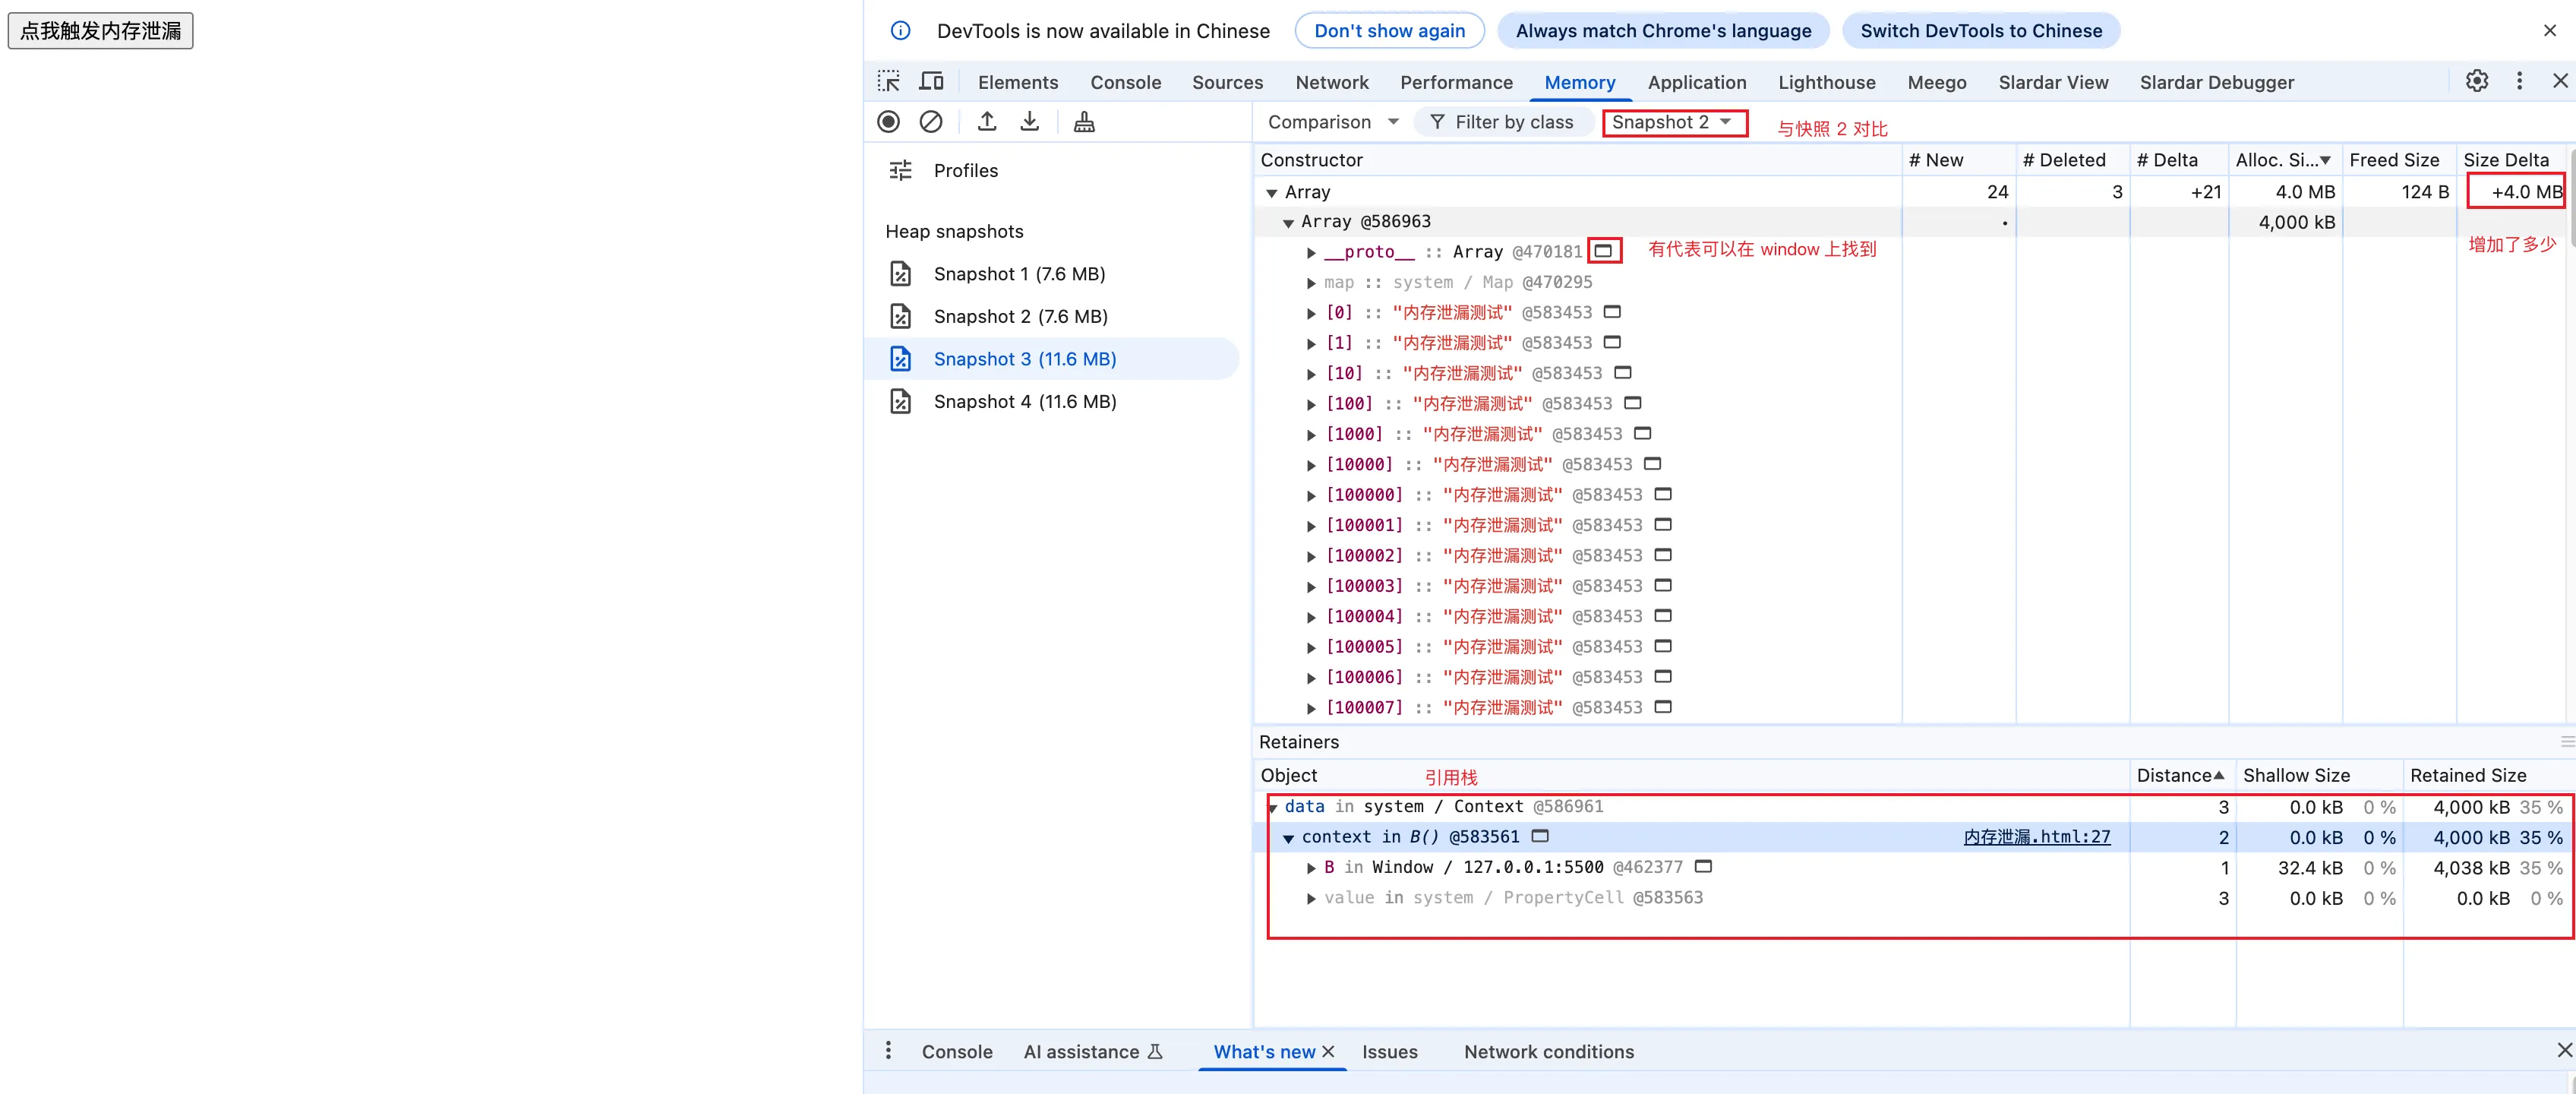 点我触发内存泄漏
DevTools is now available in Chinese Don't show again Always match Chrome's language Switch DevTools to Chinese
Elements Console Sources Network Performance Memory Application Lighthouse Meego Slardar View Slardar Debugger
Comparison Filter by class Snapshot 2 与快照 2 对比
Profiles
Heap snapshots
Snapshot 1 (7.6 MB)
Snapshot 2 (7.6 MB)
Snapshot 3 (11.6 MB)
Snapshot 4 (11.6 MB)
Constructor # New # Deleted # Delta Alloc. Si...▼ Freed Size Size Delta
▼ Array 24 3 +21 4.0 MB 124 B +4.0 MB
▼ Array @586963 · 4,000 kB
▶ __proto__ :: Array @470181 有代表可以在 window 上找到 增加了多少
▶ map :: system / Map @470295
▶ [0] :: "内存泄漏测试" @583453
▶ [1] :: "内存泄漏测试" @583453
▶ [10] :: "内存泄漏测试" @583453
▶ [100] :: "内存泄漏测试" @583453
▶ [1000] :: "内存泄漏测试" @583453
▶ [10000] :: "内存泄漏测试" @583453
▶ [100000] :: "内存泄漏测试" @583453
▶ [100001] :: "内存泄漏测试" @583453
▶ [100002] :: "内存泄漏测试" @583453
▶ [100003] :: "内存泄漏测试" @583453
▶ [100004] :: "内存泄漏测试" @583453
▶ [100005] :: "内存泄漏测试" @583453
▶ [100006] :: "内存泄漏测试" @583453
▶ [100007] :: "内存泄漏测试" @583453
Retainers
Object 引用栈 Distance▲ Shallow Size Retained Size
▼ data in system / Context @586961 3 0.0 kB 0 % 4,000 kB 35 %
▼ context in B() @583561 内存泄漏.html:27 2 0.0 kB 0 % 4,000 kB 35 %
▶ B in Window / 127.0.0.1:5500 @462377 1 32.4 kB 0 % 4,038 kB 35 %
▶ value in system / PropertyCell @583563 3 0.0 kB 0 % 0.0 kB 0 %
Console AI assistance What's new Issues Network conditions